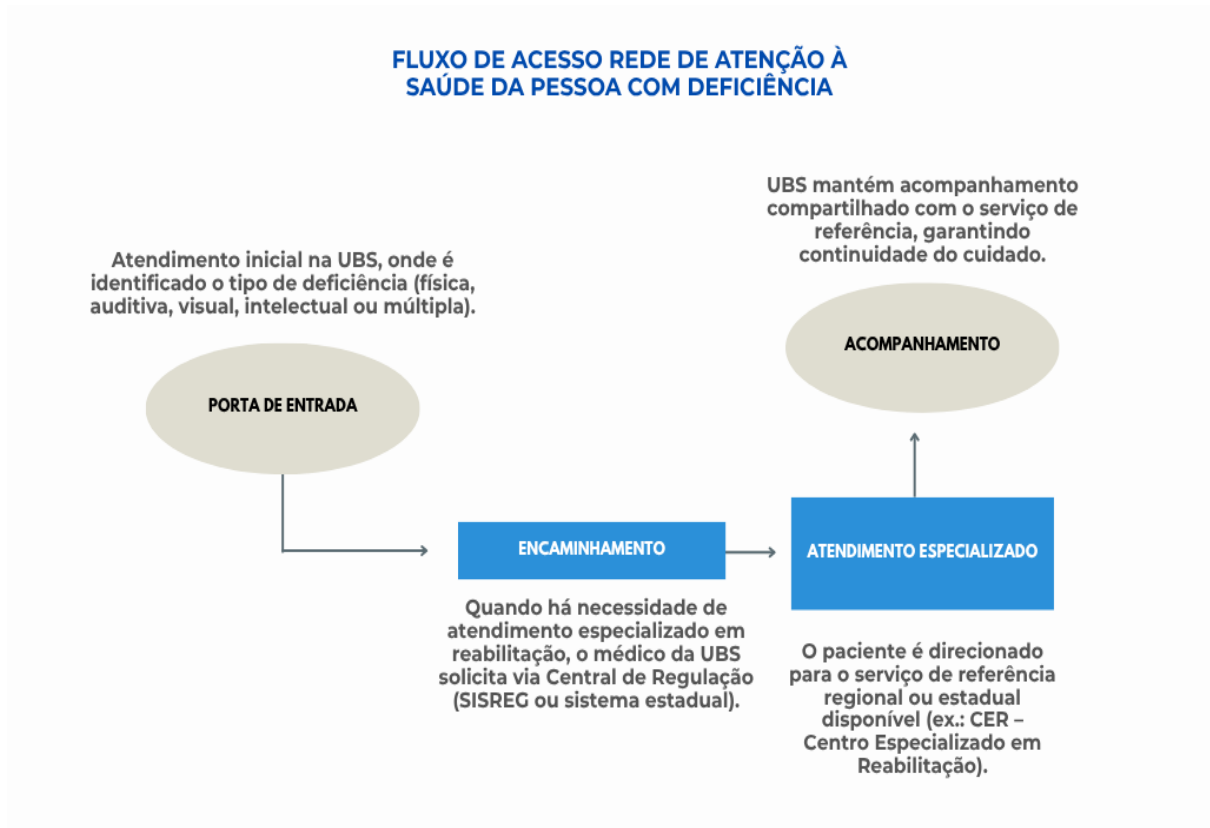 FLUXO DE ACESSO REDE DE ATENÇÃO À
SAÚDE DA PESSOA COM DEFICIÊNCIA
Atendimento inicial na UBS, onde é
identificado o tipo de deficiência (física,
auditiva, visual, intelectual ou múltipla).
PORTA DE ENTRADA
ENCAMINHAMENTO
Quando há necessidade de
atendimento especializado em
reabilitação, o médico da UBS
solicita via Central de Regulação
(SISREG ou sistema estadual).
ATENDIMENTO ESPECIALIZADO
O paciente é direcionado
para o serviço de referência
regional ou estadual
disponível (ex.: CER –
Centro Especializado em
Reabilitação).
UBS mantém acompanhamento
compartilhado com o serviço de
referência, garantindo
continuidade do cuidado.
ACOMPANHAMENTO